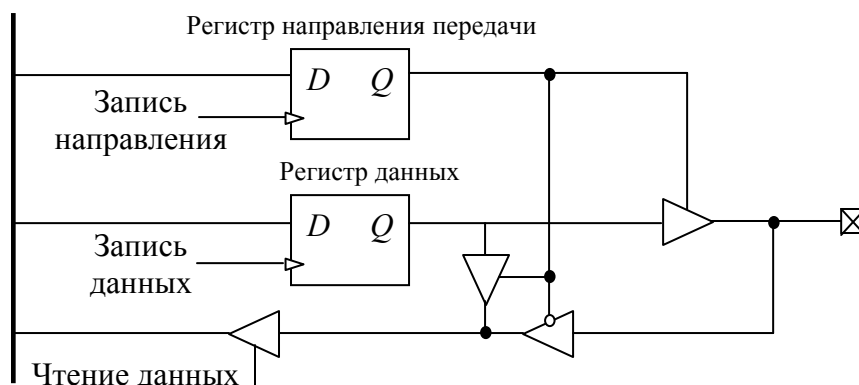 Регистр направления передачи
D Q
Запись
направления
Регистр данных
D Q
Запись
данных
Чтение данных